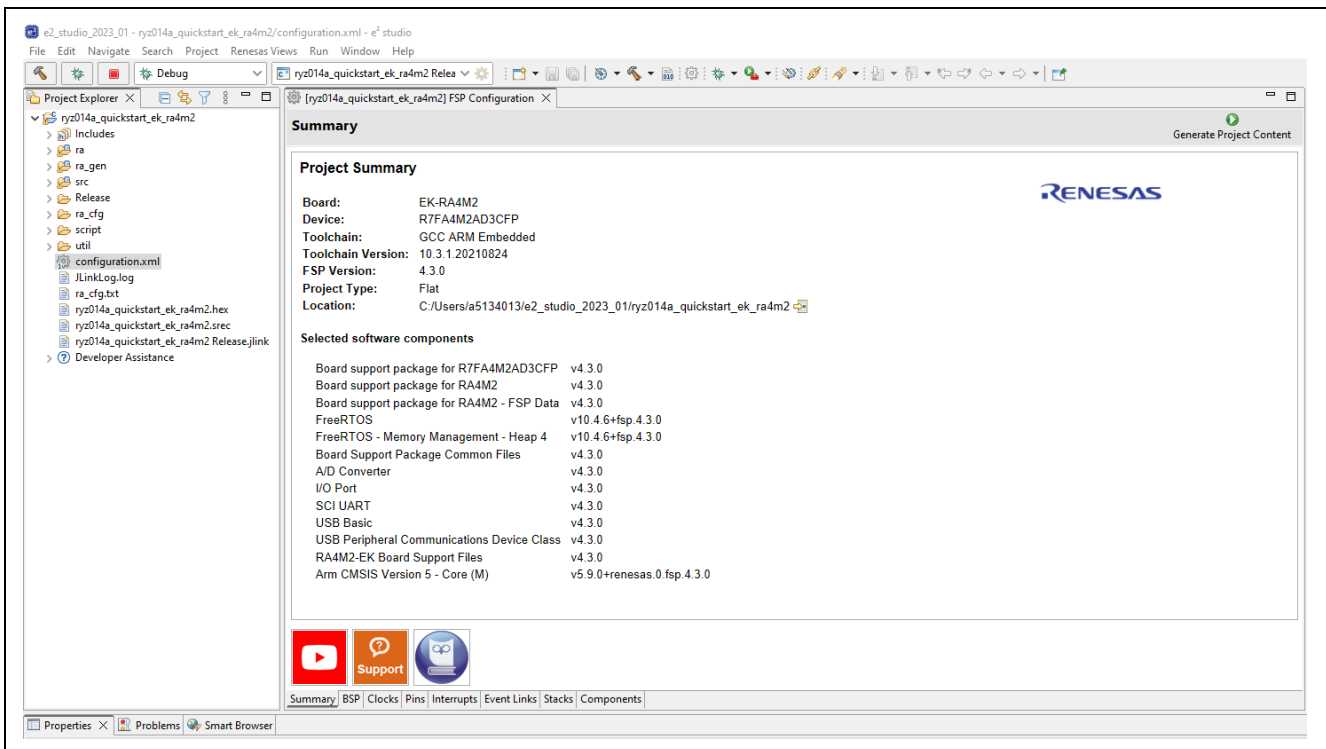 e2_studio_2023_01 - ryz014a_quickstart_ek_ra4m2/configuration.xml - e² studio
File Edit Navigate Search Project Renesas Views Run Window Help
Debug
ryz014a_quickstart_ek_ra4m2 Relea
Project Explorer
[ryz014a_quickstart_ek_ra4m2] FSP Configuration
ryz014a_quickstart_ek_ra4m2
Includes
ra
ra_gen
src
Release
ra_cfg
script
util
configuration.xml
JLinkLog.log
ra_cfg.txt
ryz014a_quickstart_ek_ra4m2.hex
ryz014a_quickstart_ek_ra4m2.srec
ryz014a_quickstart_ek_ra4m2 Release.jlink
Developer Assistance
Summary
Generate Project Content
Project Summary
RENESAS
Board: EK-RA4M2
Device: R7FA4M2AD3CFP
Toolchain: GCC ARM Embedded
Toolchain Version: 10.3.1.20210824
FSP Version: 4.3.0
Project Type: Flat
Location: C:/Users/a5134013/e2_studio_2023_01/ryz014a_quickstart_ek_ra4m2
Selected software components
Board support package for R7FA4M2AD3CFP v4.3.0
Board support package for RA4M2 v4.3.0
Board support package for RA4M2 - FSP Data v4.3.0
FreeRTOS v10.4.6+fsp.4.3.0
FreeRTOS - Memory Management - Heap 4 v10.4.6+fsp.4.3.0
Board Support Package Common Files v4.3.0
A/D Converter v4.3.0
I/O Port v4.3.0
SCI UART v4.3.0
USB Basic v4.3.0
USB Peripheral Communications Device Class v4.3.0
RA4M2-EK Board Support Files v4.3.0
Arm CMSIS Version 5 - Core (M) v5.9.0+renesas.0.fsp.4.3.0
Support
Summary BSP Clocks Pins Interrupts Event Links Stacks Components
Properties Problems Smart Browser